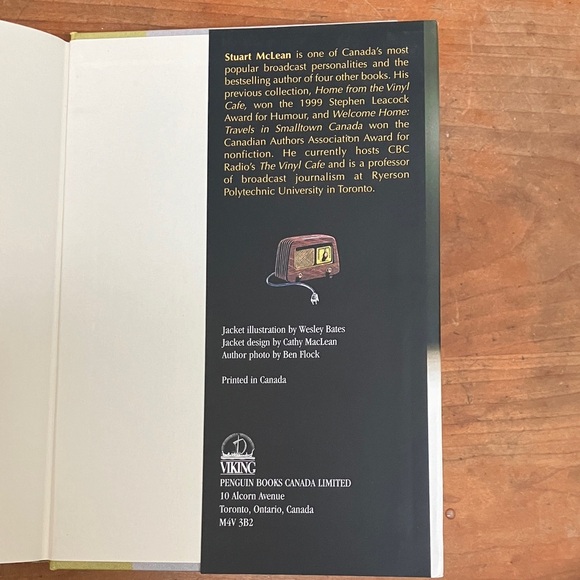 Stuart McLean is one of Canada's most
popular broadcast personalities and the
bestselling author of four other books. His
previous collection, Home from the Vinyl
Cafe, won the 1999 Stephen Leacock
Award for Humour, and Welcome Home:
Travels in Smalltown Canada won the
Canadian Authors Association Award for
nonfiction. He currently hosts CBC
Radio's The Vinyl Cafe and is a professor
of broadcast journalism at Ryerson
Polytechnic University in Toronto.
Jacket illustration by Wesley Bates
Jacket design by Cathy MacLean
Author photo by Ben Flock
Printed in Canada
VIKING
PENGUIN BOOKS CANADA LIMITED
10 Alcorn Avenue
Toronto, Ontario, Canada
M4V 3B2